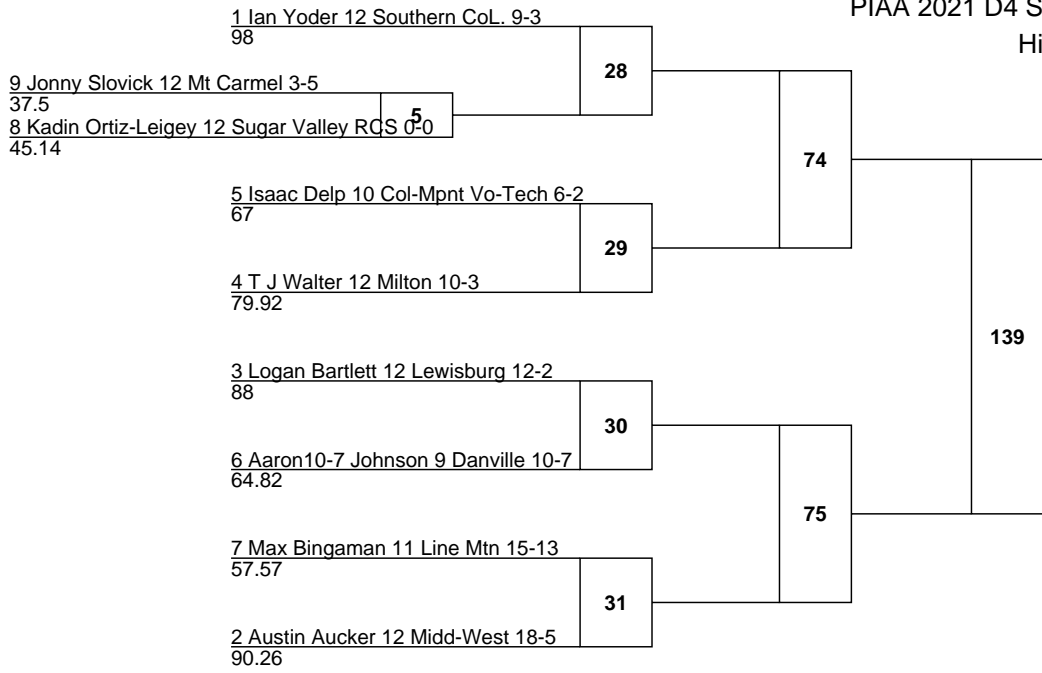 PIAA 2021 D4 S
Hi
1 Ian Yoder 12 Southern CoL. 9-3
98
28
9 Jonny Slovick 12 Mt Carmel 3-5
37.5
5
8 Kadin Ortiz-Leigey 12 Sugar Valley RCS 0-0
45.14
74
5 Isaac Delp 10 Col-Mpnt Vo-Tech 6-2
67
29
4 T J Walter 12 Milton 10-3
79.92
139
3 Logan Bartlett 12 Lewisburg 12-2
88
30
6 Aaron10-7 Johnson 9 Danville 10-7
64.82
75
7 Max Bingaman 11 Line Mtn 15-13
57.57
31
2 Austin Aucker 12 Midd-West 18-5
90.26